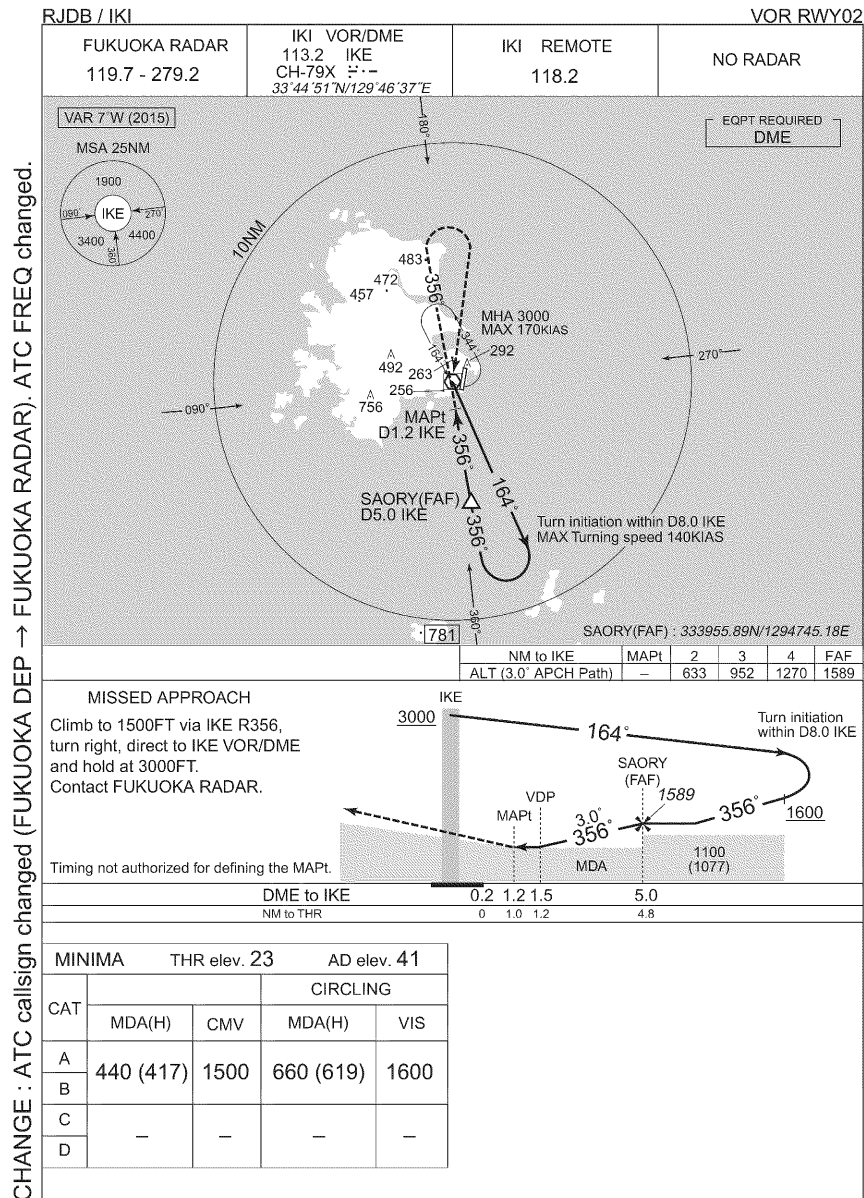 RJDB / IKI
VOR RWY02
FUKUOKA RADAR
119.7 - 279.2
IKI VOR/DME
113.2 IKE
CH-79X
33°44'51"N/129°46'37"E
IKI REMOTE
118.2
NO RADAR
VAR 7°W (2015)
MSA 25NM
1900
090°
IKE
270°
3400
4400
360°
180°
EQPT REQUIRED
DME
10NM
483
356°
472
457
MHA 3000
MAX 170KIAS
344°
164°
292
270°
492
263
256
756
090°
MAPt
D1.2 IKE
356°
164°
SAORY(FAF)
D5.0 IKE
356°
Turn initiation within D8.0 IKE
MAX Turning speed 140KIAS
360°
781
SAORY(FAF) : 333955.89N/1294745.18E
NM to IKE MAPt 2 3 4 FAF
ALT (3.0° APCH Path) – 633 952 1270 1589
MISSED APPROACH
Climb to 1500FT via IKE R356,
turn right, direct to IKE VOR/DME
and hold at 3000FT.
Contact FUKUOKA RADAR.
Timing not authorized for defining the MAPt.
IKE
3000
164°
Turn initiation
within D8.0 IKE
SAORY
(FAF)
1589
VDP
MAPt
3.0°
356°
356°
1600
MDA
1100
(1077)
DME to IKE 0.2 1.2 1.5 5.0
NM to THR 0 1.0 1.2 4.8
MINIMA THR elev. 23 AD elev. 41
CAT
CIRCLING
MDA(H) CMV MDA(H) VIS
A
B
440 (417) 1500 660 (619) 1600
C
D
– – – –
CHANGE : ATC callsign changed (FUKUOKA DEP → FUKUOKA RADAR). ATC FREQ changed.